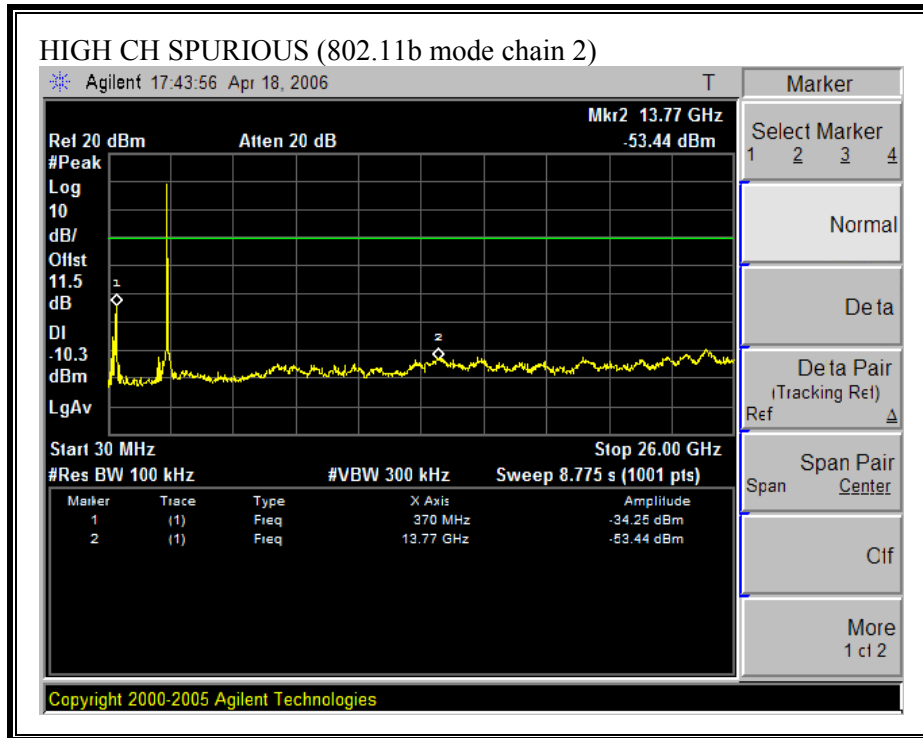 HIGH CH SPURIOUS (802.11b mode chain 2)
Agilent 17:43:56 Apr 18, 2006 T
Mkr2 13.77 GHz
Ref 20 dBm Atten 20 dB -53.44 dBm
#Peak
Log
10
dB/
Offst
11.5
dB
DI
-10.3
dBm
LgAv
1
2
Start 30 MHz Stop 26.00 GHz
#Res BW 100 kHz #VBW 300 kHz Sweep 8.775 s (1001 pts)
Marker Trace Type X Axis Amplitude
1 (1) Freq 370 MHz -34.25 dBm
2 (1) Freq 13.77 GHz -53.44 dBm
Copyright 2000-2005 Agilent Technologies
Marker
Select Marker
1 2 3 4
Normal
Delta
Delta Pair
(Tracking Ref)
Ref Δ
Span Pair
Span Center
Off
More
1 of 2